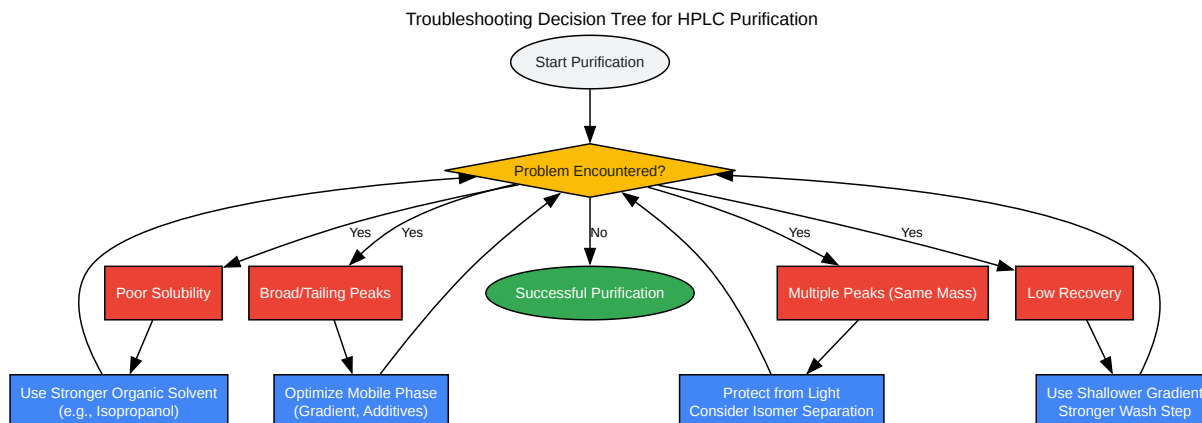 Troubleshooting Decision Tree for HPLC Purification
Start Purification
Problem Encountered?
Yes
Yes
No
Yes
Yes
Poor Solubility
Broad/Tailing Peaks
Successful Purification
Multiple Peaks (Same Mass)
Low Recovery
Use Stronger Organic Solvent
(e.g., Isopropanol)
Optimize Mobile Phase
(Gradient, Additives)
Protect from Light
Consider Isomer Separation
Use Shallower Gradient
Stronger Wash Step